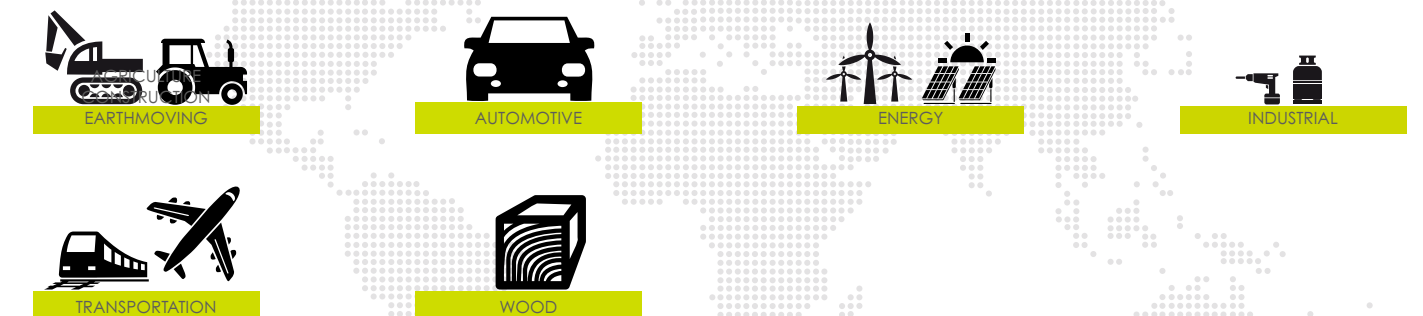 AGRICULTURE
CONSTRUCTION
EARTHMOVING
AUTOMOTIVE
ENERGY
INDUSTRIAL
TRANSPORTATION
WOOD